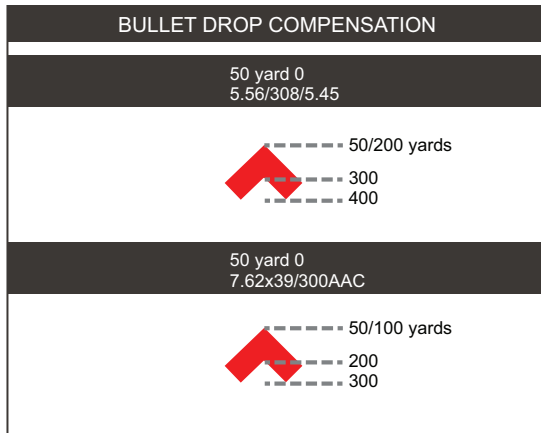 BULLET DROP COMPENSATION
50 yard 0
5.56/308/5.45
50/200 yards
300
400
50 yard 0
7.62x39/300AAC
50/100 yards
200
300